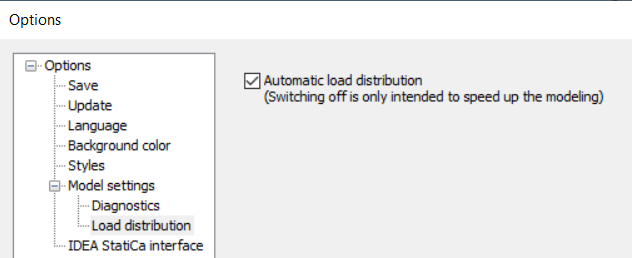 Options
Options
Save
Update
Language
Background color
Styles
Model settings
Diagnostics
Load distribution
IDEA StatiCa interface
Automatic load distribution
(Switching off is only intended to speed up the modeling)